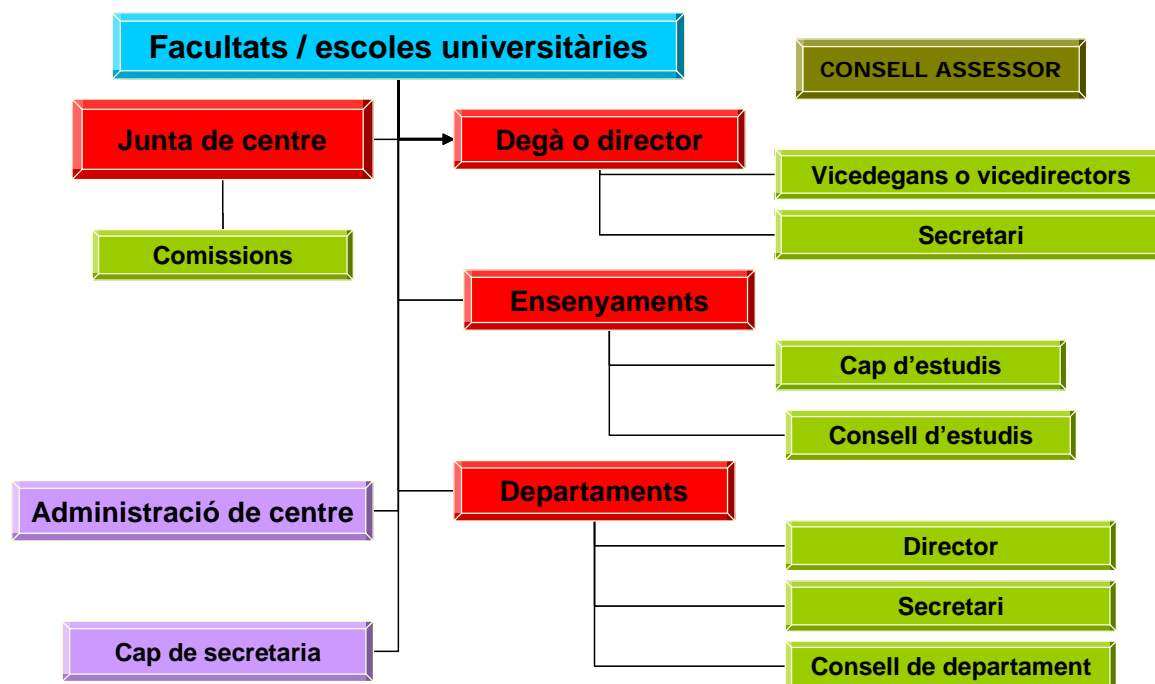 Facultats / escoles universitàries
CONSELL ASSESSOR
Junta de centre
Degà o director
Vicedegans o vicedirectors
Secretari
Comissions
Ensenyaments
Cap d’estudis
Consell d’estudis
Departaments
Administració de centre
Director
Secretari
Cap de secretaria
Consell de departament